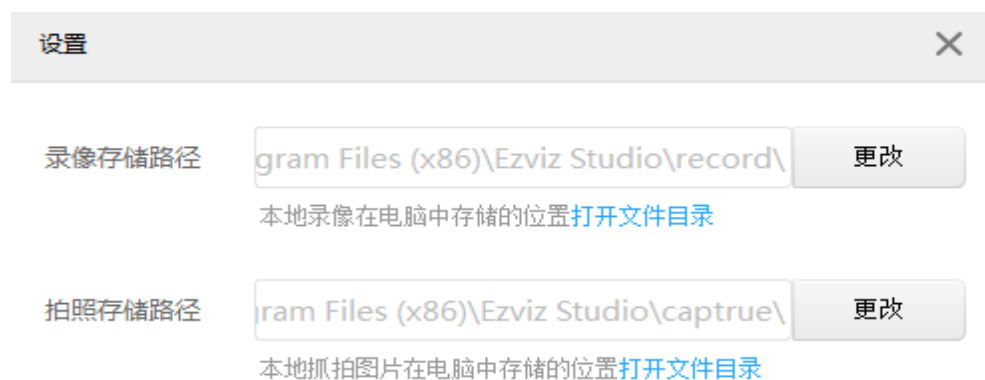 设置
录像存储路径 gram Files (x86)\Ezviz Studio\record\ 更改
本地录像在电脑中存储的位置打开文件目录
拍照存储路径 ram Files (x86)\Ezviz Studio\captrue\ 更改
本地抓拍图片在电脑中存储的位置打开文件目录